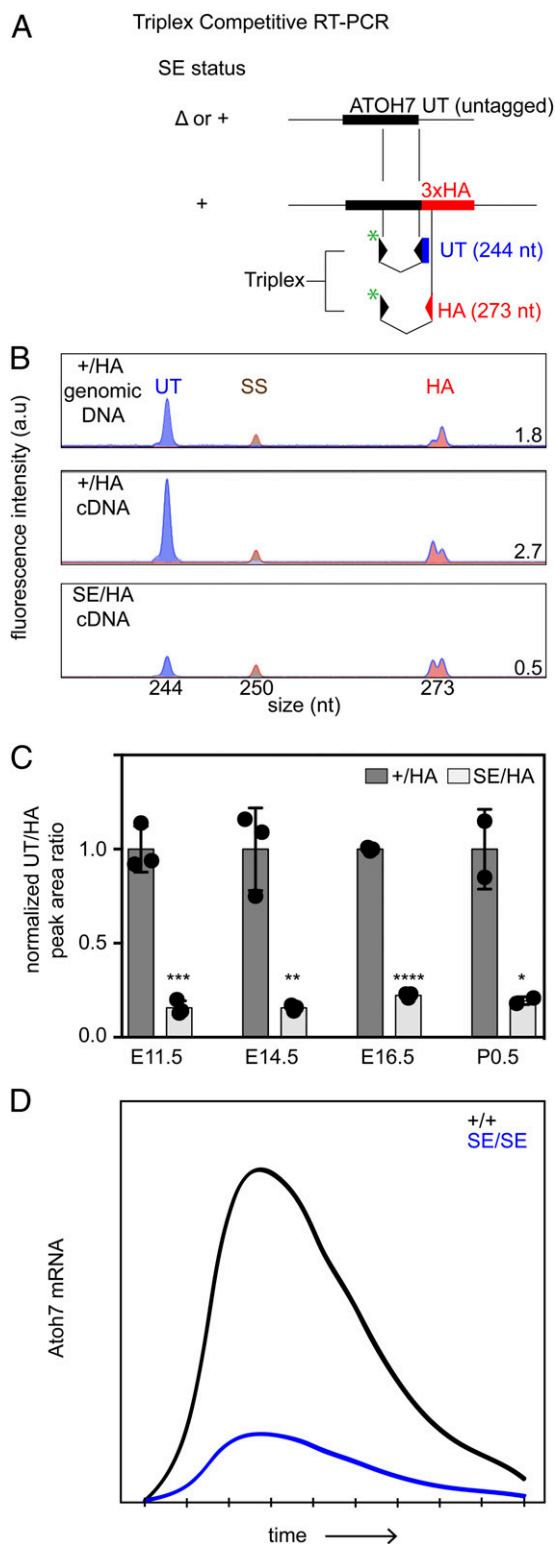 A
Triplex Competitive RT-PCR
SE status
Δ or +
ATOH7 UT (untagged)
+
3xHA
*
UT (244 nt)
Triplex
*
HA (273 nt)
B
fluorescence intensity (a.u)
+/HA
genomic
DNA
UT
SS
HA
1.8
+/HA
cDNA
2.7
SE/HA
cDNA
0.5
244
250
273
size (nt)
C
normalized UT/HA
peak area ratio
+/HA
SE/HA
1.0
0.5
0.0
***
**
****
*
E11.5
E14.5
E16.5
P0.5
D
+/+
SE/SE
Atoh7 mRNA
time